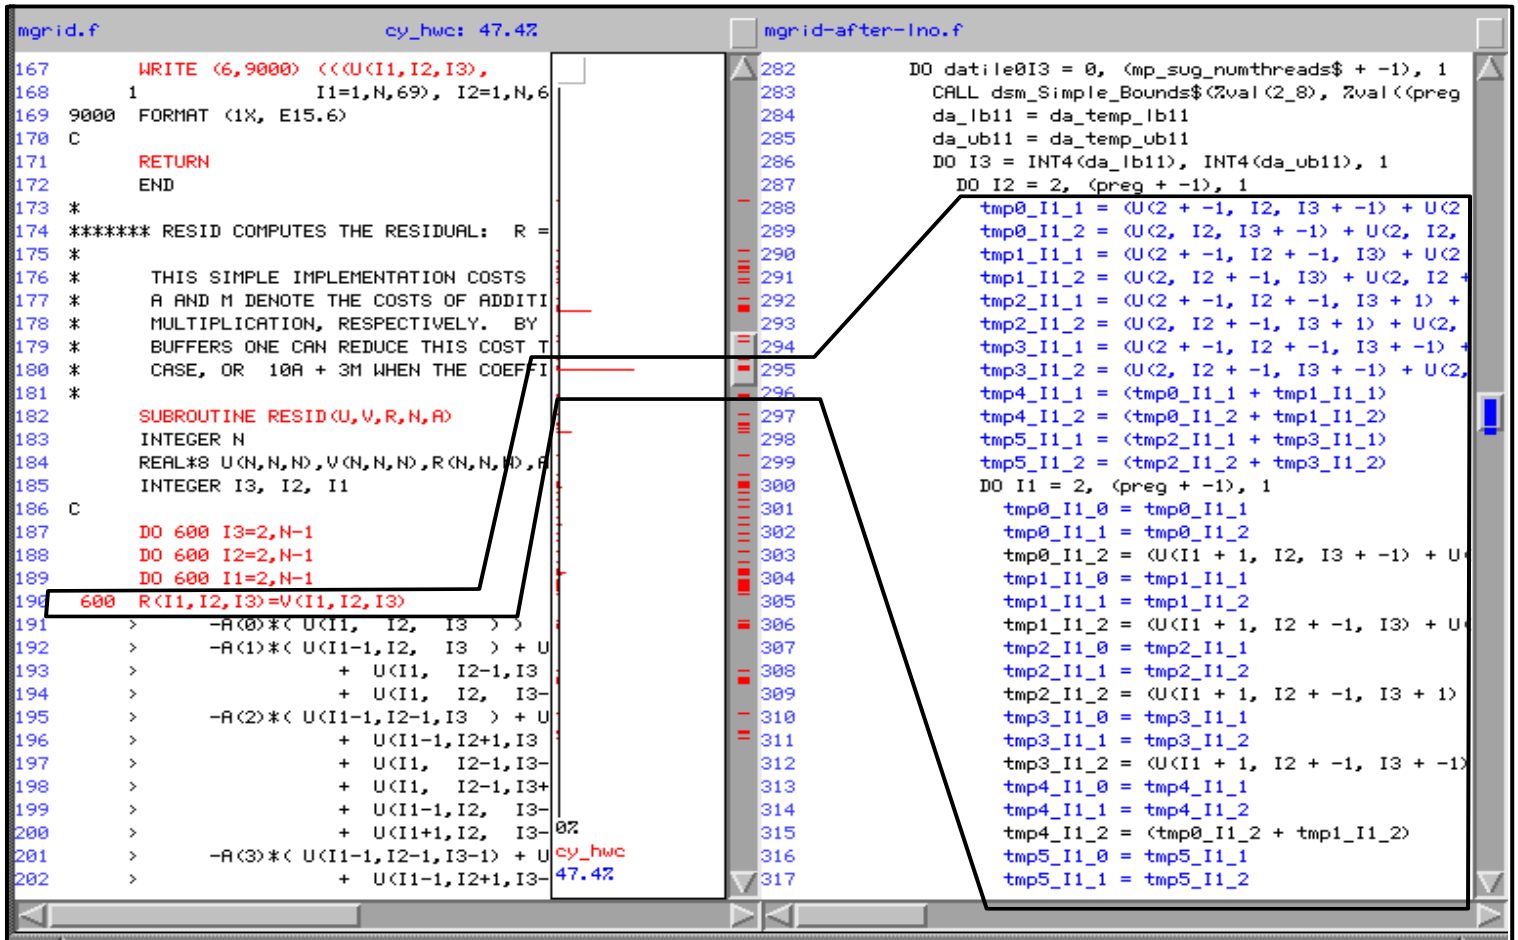 mgrid.f cy_hwc: 47.4%
167 WRITE (6,9000) (((U(I1,I2,I3),
168 1 I1=1,N,69), I2=1,N,6
169 9000 FORMAT (1X, E15.6)
170 C
171 RETURN
172 END
173 *
174 ******* RESID COMPUTES THE RESIDUAL: R =
175 *
176 * THIS SIMPLE IMPLEMENTATION COSTS
177 * A AND M DENOTE THE COSTS OF ADDITI
178 * MULTIPLICATION, RESPECTIVELY. BY
179 * BUFFERS ONE CAN REDUCE THIS COST T
180 * CASE, OR 10A + 3M WHEN THE COEFFI
181 *
182 SUBROUTINE RESID(U,V,R,N,A)
183 INTEGER N
184 REAL*8 U(N,N,N),V(N,N,N),R(N,N,N),A
185 INTEGER I3, I2, I1
186 C
187 DO 600 I3=2,N-1
188 DO 600 I2=2,N-1
189 DO 600 I1=2,N-1
190 600 R(I1,I2,I3)=V(I1,I2,I3)
191 > -A(0)*( U(I1, I2, I3 ) )
192 > -A(1)*( U(I1-1,I2, I3 ) + U
193 > + U(I1, I2-1,I3
194 > + U(I1, I2, I3-
195 > -A(2)*( U(I1-1,I2-1,I3 ) + U
196 > + U(I1-1,I2+1,I3
197 > + U(I1, I2-1,I3-
198 > + U(I1, I2-1,I3+
199 > + U(I1-1,I2, I3-
200 > + U(I1+1,I2, I3-
201 > -A(3)*( U(I1-1,I2-1,I3-1) + U
202 > + U(I1-1,I2+1,I3-
0%
cy_hwc
47.4%
mgrid-after-lno.f
282 DO datile0I3 = 0, (mp_sug_numthreads$ + -1), 1
283 CALL dsm_Simple_Bounds$(%val(2_8), %val((preg
284 da_lb11 = da_temp_lb11
285 da_ub11 = da_temp_ub11
286 DO I3 = INT4(da_lb11), INT4(da_ub11), 1
287 DO I2 = 2, (preg + -1), 1
288 tmp0_I1_1 = (U(2 + -1, I2, I3 + -1) + U(2
289 tmp0_I1_2 = (U(2, I2, I3 + -1) + U(2, I2,
290 tmp1_I1_1 = (U(2 + -1, I2 + -1, I3) + U(2
291 tmp1_I1_2 = (U(2, I2 + -1, I3) + U(2, I2 +
292 tmp2_I1_1 = (U(2 + -1, I2 + -1, I3 + 1) +
293 tmp2_I1_2 = (U(2, I2 + -1, I3 + 1) + U(2,
294 tmp3_I1_1 = (U(2 + -1, I2 + -1, I3 + -1) +
295 tmp3_I1_2 = (U(2, I2 + -1, I3 + -1) + U(2,
296 tmp4_I1_1 = (tmp0_I1_1 + tmp1_I1_1)
297 tmp4_I1_2 = (tmp0_I1_2 + tmp1_I1_2)
298 tmp5_I1_1 = (tmp2_I1_1 + tmp3_I1_1)
299 tmp5_I1_2 = (tmp2_I1_2 + tmp3_I1_2)
300 DO I1 = 2, (preg + -1), 1
301 tmp0_I1_0 = tmp0_I1_1
302 tmp0_I1_1 = tmp0_I1_2
303 tmp0_I1_2 = (U(I1 + 1, I2, I3 + -1) + U(
304 tmp1_I1_0 = tmp1_I1_1
305 tmp1_I1_1 = tmp1_I1_2
306 tmp1_I1_2 = (U(I1 + 1, I2 + -1, I3) + U(
307 tmp2_I1_0 = tmp2_I1_1
308 tmp2_I1_1 = tmp2_I1_2
309 tmp2_I1_2 = (U(I1 + 1, I2 + -1, I3 + 1)
310 tmp3_I1_0 = tmp3_I1_1
311 tmp3_I1_1 = tmp3_I1_2
312 tmp3_I1_2 = (U(I1 + 1, I2 + -1, I3 + -1)
313 tmp4_I1_0 = tmp4_I1_1
314 tmp4_I1_1 = tmp4_I1_2
315 tmp4_I1_2 = (tmp0_I1_2 + tmp1_I1_2)
316 tmp5_I1_0 = tmp5_I1_1
317 tmp5_I1_1 = tmp5_I1_2